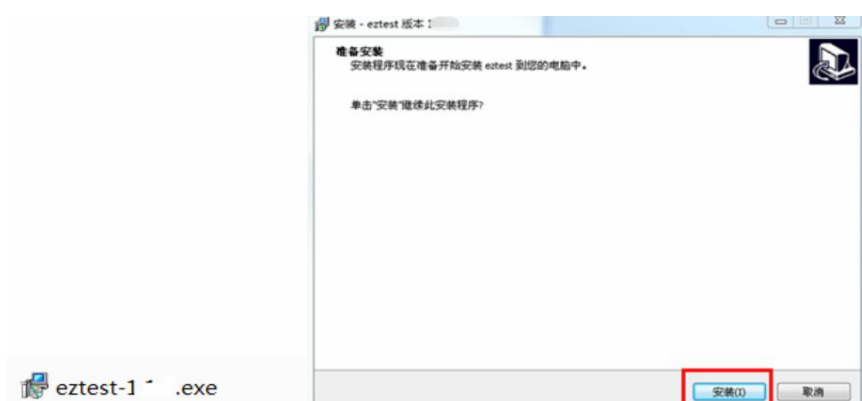 安装 - eztest 版本 1
准备安装
安装程序现在准备开始安装 eztest 到您的电脑中。
单击"安装"继续此安装程序?
安装(I)
取消
eztest-1 .exe